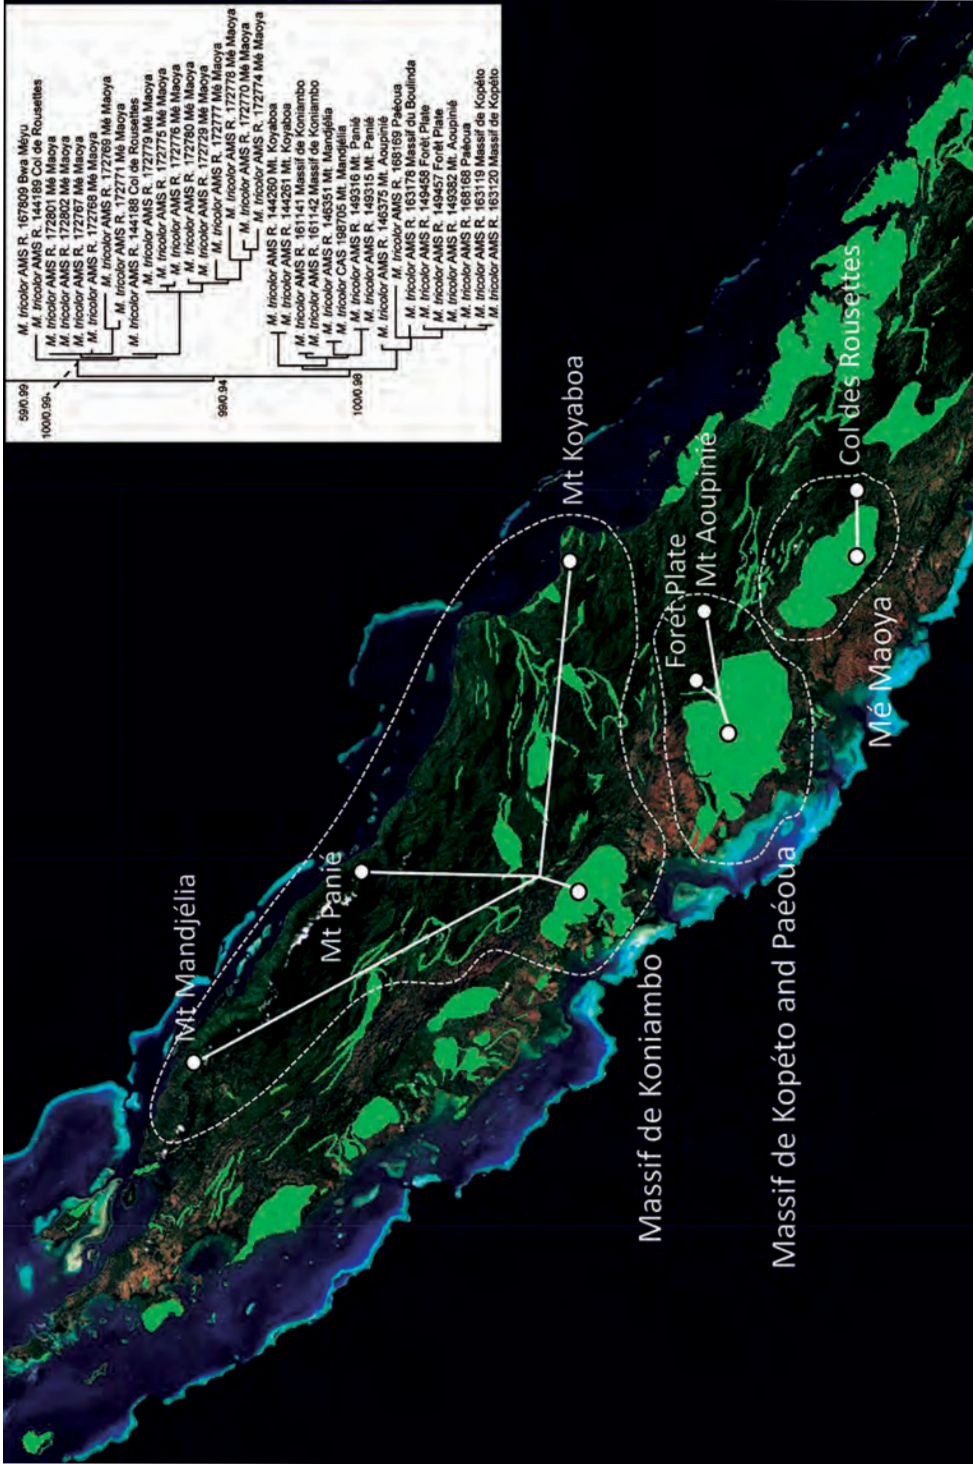 M. tricolor AMS R. 167809 Bwa Méyu
M. tricolor AMS R. 144189 Col de Rousettes
M. tricolor AMS R. 172801 Mé Maoya
M. tricolor AMS R. 172802 Mé Maoya
M. tricolor AMS R. 172767 Mé Maoya
M. tricolor AMS R. 172768 Mé Maoya
M. tricolor AMS R. 172769 Mé Maoya
M. tricolor AMS R. 172771 Mé Maoya
M. tricolor AMS R. 144188 Col de Rousettes
M. tricolor AMS R. 172779 Mé Maoya
M. tricolor AMS R. 172775 Mé Maoya
M. tricolor AMS R. 172776 Mé Maoya
M. tricolor AMS R. 172780 Mé Maoya
M. tricolor AMS R. 172729 Mé Maoya
M. tricolor AMS R. 172777 Mé Maoya
M. tricolor AMS R. 172778 Mé Maoya
M. tricolor AMS R. 172770 Mé Maoya
M. tricolor AMS R. 172774 Mé Maoya
M. tricolor AMS R. 144260 Mt. Koyaboa
M. tricolor AMS R. 144261 Mt. Koyaboa
M. tricolor AMS R. 161141 Massif de Koniambo
M. tricolor AMS R. 161142 Massif de Koniambo
M. tricolor AMS R. 146351 Mt. Mandjélia
M. tricolor CAS 198705 Mt. Mandjélia
M. tricolor AMS R. 149316 Mt. Panié
M. tricolor AMS R. 149315 Mt. Panié
M. tricolor AMS R. 146375 Mt. Aoupinié
M. tricolor AMS R. 168169 Paéoua
M. tricolor AMS R. 163178 Massif du Boulinda
M. tricolor AMS R. 149458 Forêt Plate
M. tricolor AMS R. 149457 Forêt Plate
M. tricolor AMS R. 149382 Mt. Aoupinié
M. tricolor AMS R. 168168 Paéoua
M. tricolor AMS R. 163119 Massif de Kopéto
M. tricolor AMS R. 163120 Massif de Kopéto
59/0.99
100/0.99
99/0.94
100/0.98
Mt Mandjélia
Mt Panié
Mt Koyaboa
Massif de Koniambo
Forêt Plate
Mt Aoupinié
Massif de Kopéto and Paéoua
Col des Rousettes
Mé Maoya